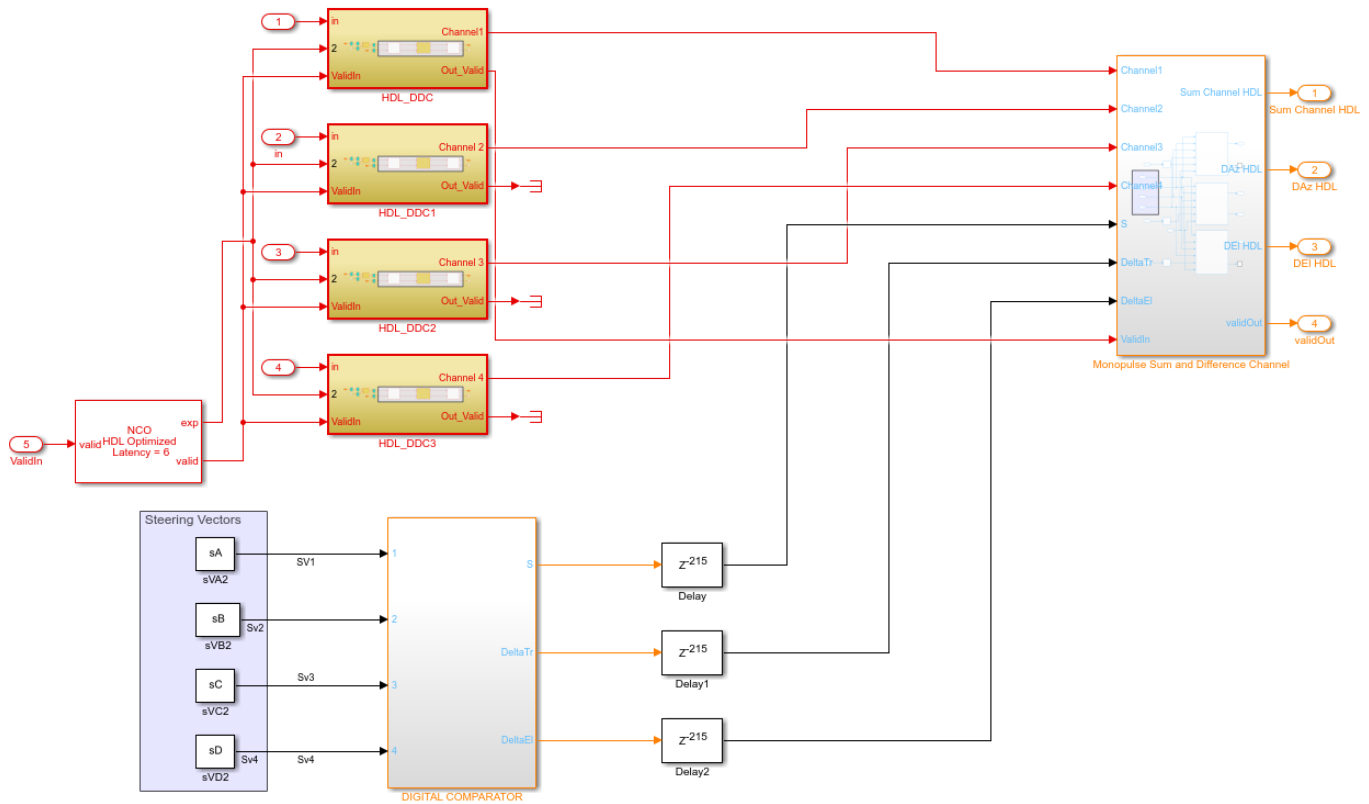 1
in
2
ValidIn
Channel1
Out_Valid
HDL_DDC
2
in
in
2
ValidIn
Channel 2
Out_Valid
HDL_DDC1
3
in
2
ValidIn
Channel 3
Out_Valid
HDL_DDC2
4
in
2
ValidIn
Channel 4
Out_Valid
HDL_DDC3
5
ValidIn
valid
NCO
HDL Optimized
Latency = 6
exp
valid
Channel1
Channel2
Channel3
Channel4
S
DeltaTr
DeltaEl
ValidIn
Sum Channel HDL
DAz HDL
DEl HDL
validOut
Monopulse Sum and Difference Channel
1
Sum Channel HDL
2
DAz HDL
3
DEl HDL
4
validOut
Steering Vectors
sA
sVA2
SV1
sB
sVB2
Sv2
sC
sVC2
Sv3
sD
sVD2
Sv4
Sv4
1
2
3
4
S
DeltaTr
DeltaEl
DIGITAL COMPARATOR
Z-215
Delay
Z-215
Delay1
Z-215
Delay2